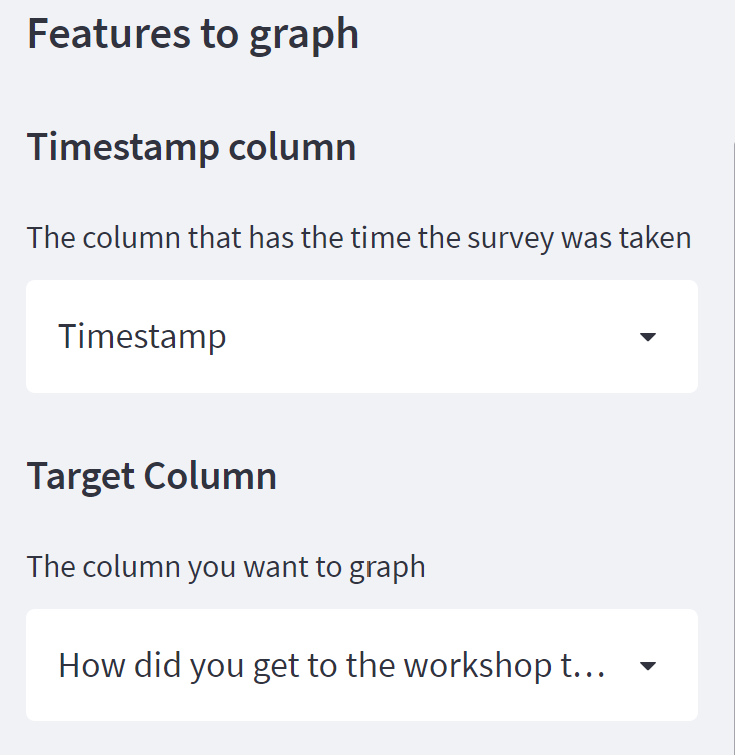 Features to graph
Timestamp column
The column that has the time the survey was taken
Timestamp
Target Column
The column you want to graph
How did you get to the workshop t...